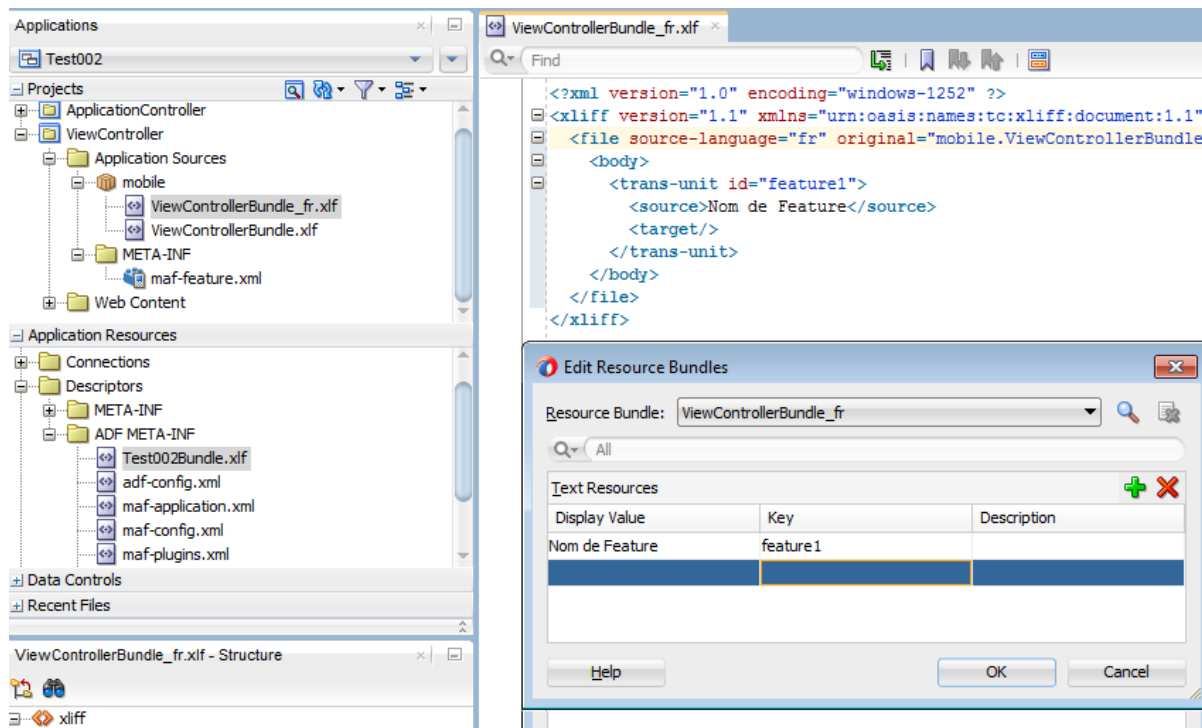 Applications
Test002
Projects
ApplicationController
ViewController
Application Sources
mobile
ViewControllerBundle_fr.xlf
ViewControllerBundle.xlf
META-INF
maf-feature.xml
Web Content
Application Resources
Connections
Descriptors
META-INF
ADF META-INF
Test002Bundle.xlf
adf-config.xml
maf-application.xml
maf-config.xml
maf-plugins.xml
Data Controls
Recent Files
ViewControllerBundle_fr.xlf - Structure
xliff
ViewControllerBundle_fr.xlf
Find
<?xml version="1.0" encoding="windows-1252" ?>
<xliff version="1.1" xmlns="urn:oasis:names:tc:xliff:document:1.1"
<file source-language="fr" original="mobile.ViewControllerBundle
<body>
<trans-unit id="feature1">
<source>Nom de Feature</source>
<target/>
</trans-unit>
</body>
</file>
</xliff>
Edit Resource Bundles
Resource Bundle: ViewControllerBundle_fr
All
Text Resources
Display Value Key Description
Nom de Feature feature1
Help OK Cancel